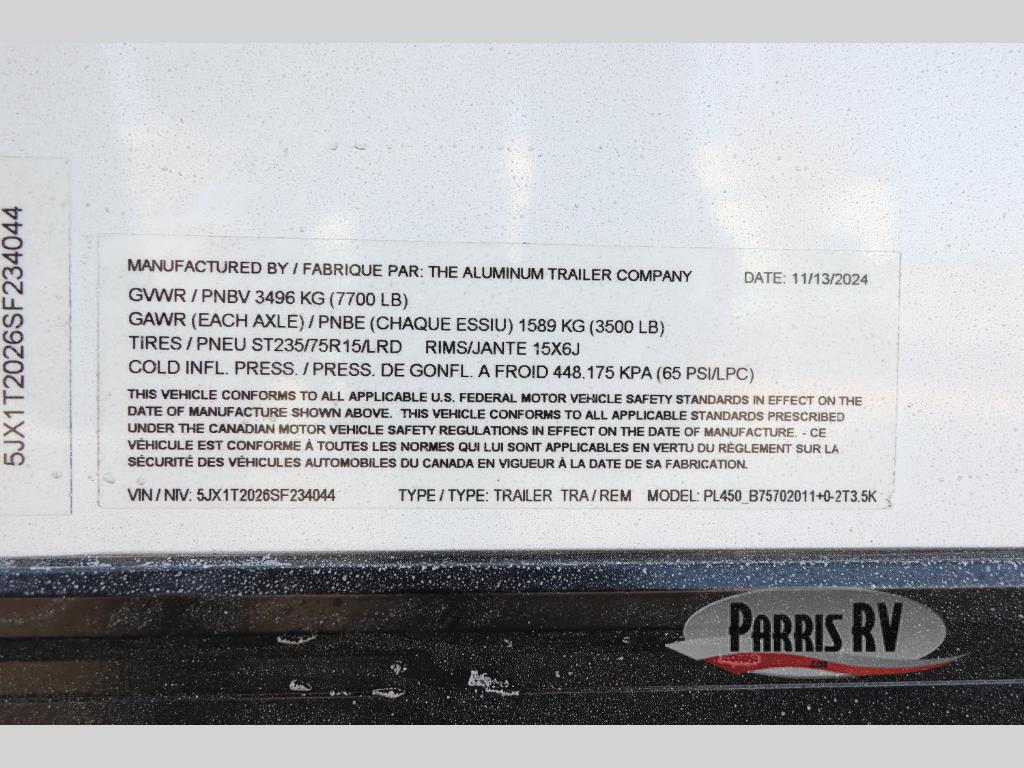 5JX1T2026SF234044
MANUFACTURED BY / FABRIQUE PAR: THE ALUMINUM TRAILER COMPANY DATE: 11/13/2024
GVWR / PNBV 3496 KG (7700 LB)
GAWR (EACH AXLE) / PNBE (CHAQUE ESSIU) 1589 KG (3500 LB)
TIRES / PNEU ST235/75R15/LRD RIMS/JANTE 15X6J
COLD INFL. PRESS. / PRESS. DE GONFL. A FROID 448.175 KPA (65 PSI/LPC)
THIS VEHICLE CONFORMS TO ALL APPLICABLE U.S. FEDERAL MOTOR VEHICLE SAFETY STANDARDS IN EFFECT ON THE
DATE OF MANUFACTURE SHOWN ABOVE. THIS VEHICLE CONFORMS TO ALL APPLICABLE STANDARDS PRESCRIBED
UNDER THE CANADIAN MOTOR VEHICLE SAFETY REGULATIONS IN EFFECT ON THE DATE OF MANUFACTURE. - CE
VÉHICULE EST CONFORME À TOUTES LES NORMES QUI LUI SONT APPLICABLES EN VERTU DU RÈGLEMENT SUR LA
SÉCURITÉ DES VÉHICULES AUTOMOBILES DU CANADA EN VIGUEUR À LA DATE DE SA FABRICATION.
VIN / NIV: 5JX1T2026SF234044 TYPE / TYPE: TRAILER TRA / REM MODEL: PL450_B75702011+0-2T3.5K
PARRIS RV
.COM